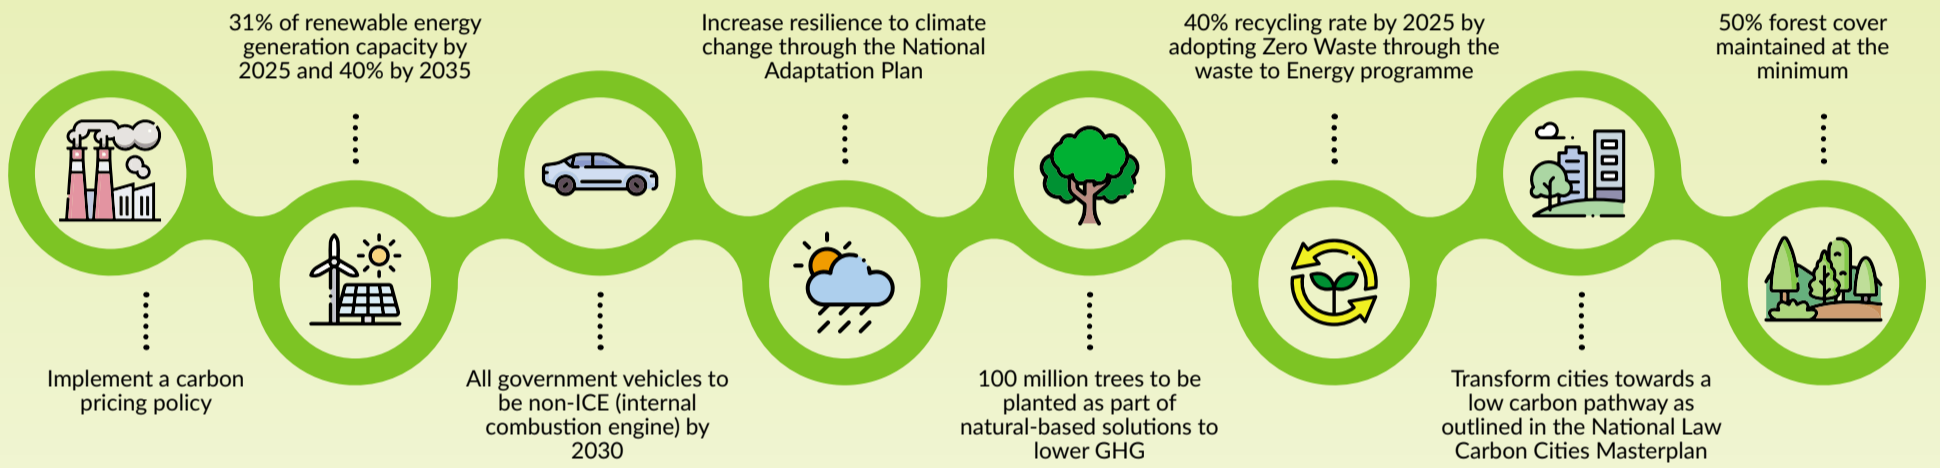 Implement a carbon
pricing policy
31% of renewable energy
generation capacity by
2025 and 40% by 2035
All government vehicles to
be non-ICE (internal
combustion engine) by
2030
Increase resilience to climate
change through the National
Adaptation Plan
100 million trees to be
planted as part of
natural-based solutions to
lower GHG
40% recycling rate by 2025 by
adopting Zero Waste through the
waste to Energy programme
Transform cities towards a
low carbon pathway as
outlined in the National Law
Carbon Cities Masterplan
50% forest cover
maintained at the
minimum